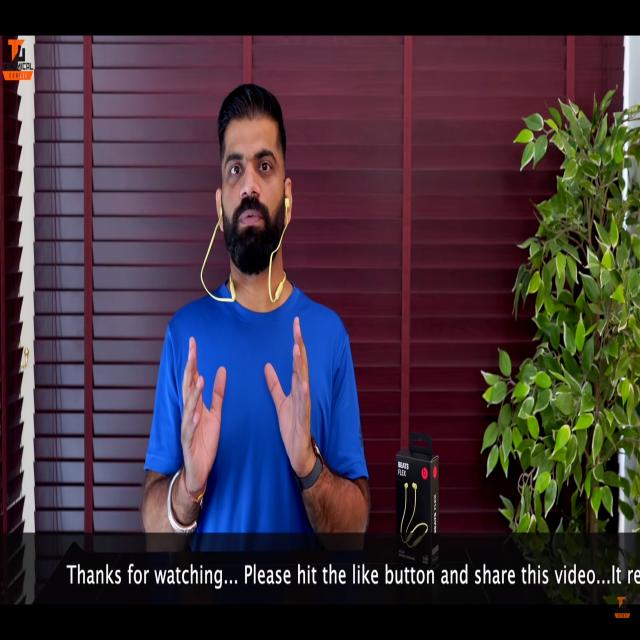 BEATS
FLEX
Thanks for watching... Please hit the like button and share this video...It re